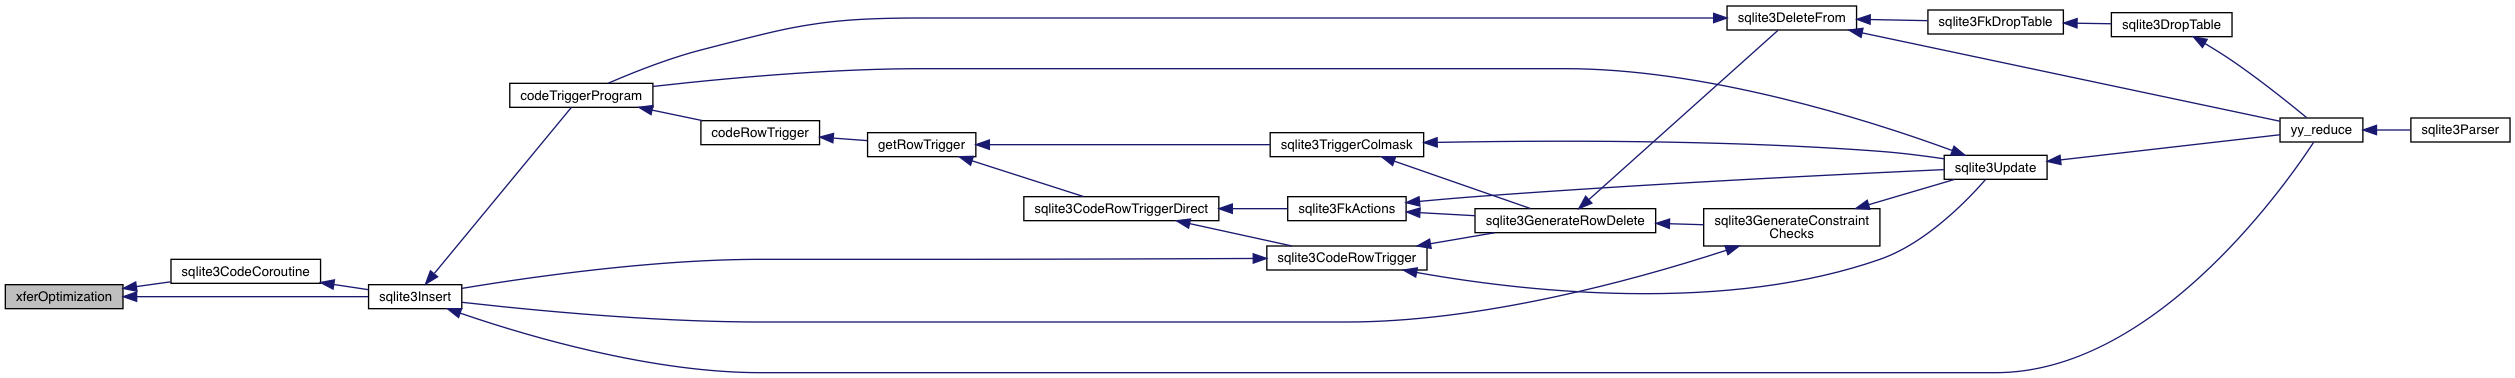 xferOptimization
sqlite3CodeCoroutine
sqlite3Insert
codeTriggerProgram
codeRowTrigger
getRowTrigger
sqlite3CodeRowTriggerDirect
sqlite3TriggerColmask
sqlite3FkActions
sqlite3CodeRowTrigger
sqlite3GenerateRowDelete
sqlite3DeleteFrom
sqlite3GenerateConstraint
Checks
sqlite3FkDropTable
sqlite3Update
sqlite3DropTable
yy_reduce
sqlite3Parser